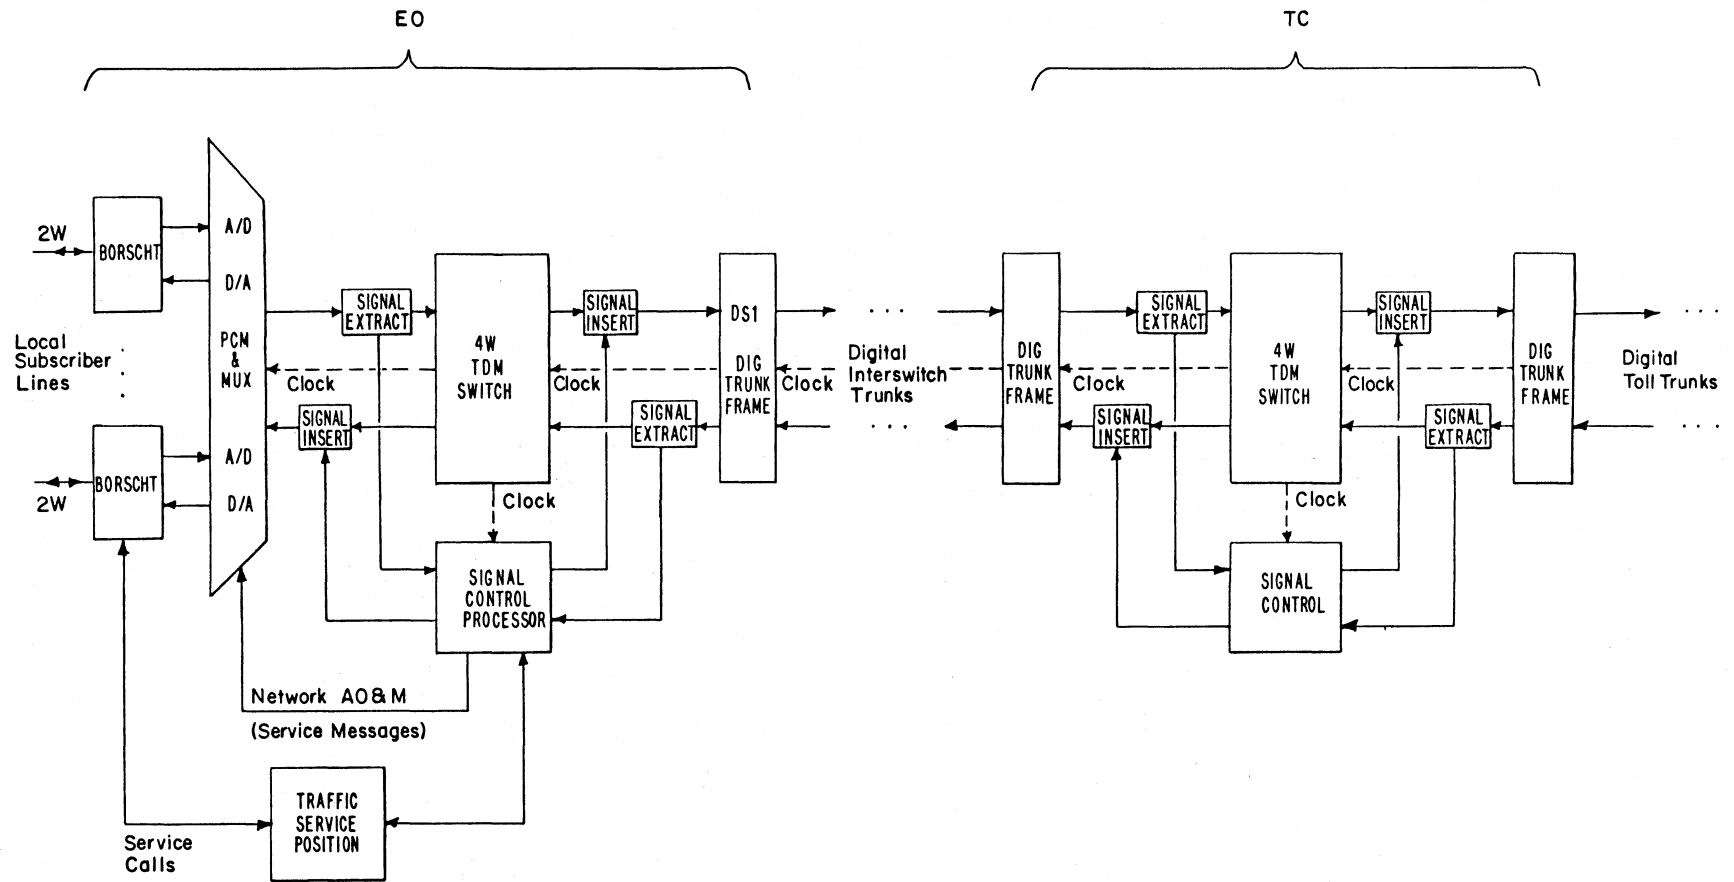 EO
TC
2W
BORSCHT
A/D
D/A
PCM
&
MUX
A/D
D/A
Local
Subscriber
Lines
2W
BORSCHT
SIGNAL
EXTRACT
Clock
SIGNAL
INSERT
4W
TDM
SWITCH
Clock
SIGNAL
INSERT
Clock
SIGNAL
EXTRACT
DS1
DIG
TRUNK
FRAME
Clock
. . .
Digital
Interswitch
Trunks
. . .
SIGNAL
CONTROL
PROCESSOR
Network AO&M
(Service Messages)
TRAFFIC
SERVICE
POSITION
Service
Calls
DIG
TRUNK
FRAME
SIGNAL
EXTRACT
Clock
SIGNAL
INSERT
4W
TDM
SWITCH
Clock
SIGNAL
INSERT
Clock
SIGNAL
EXTRACT
DIG
TRUNK
FRAME
. . .
Digital
Toll Trunks
. . .
SIGNAL
CONTROL